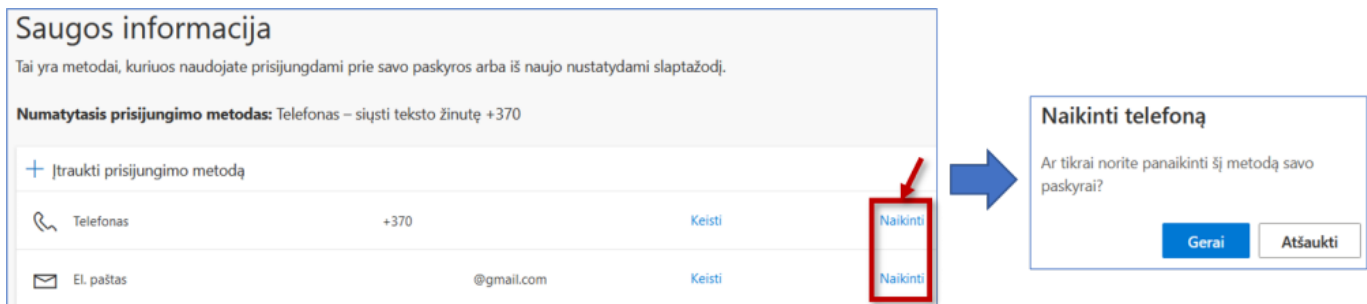 Saugos informacija
Tai yra metodai, kuriuos naudojate prisijungdami prie savo paskyros arba iš naujo nustatydami slaptažodį.
Numatytasis prisijungimo metodas: Telefonas – siųsti teksto žinutę +370
+ Įtraukti prisijungimo metodą
Telefonas +370 Keisti Naikinti
El. paštas @gmail.com Keisti Naikinti
Naikinti telefoną
Ar tikrai norite panaikinti šį metodą savo
paskyrai?
Gerai Atšaukti